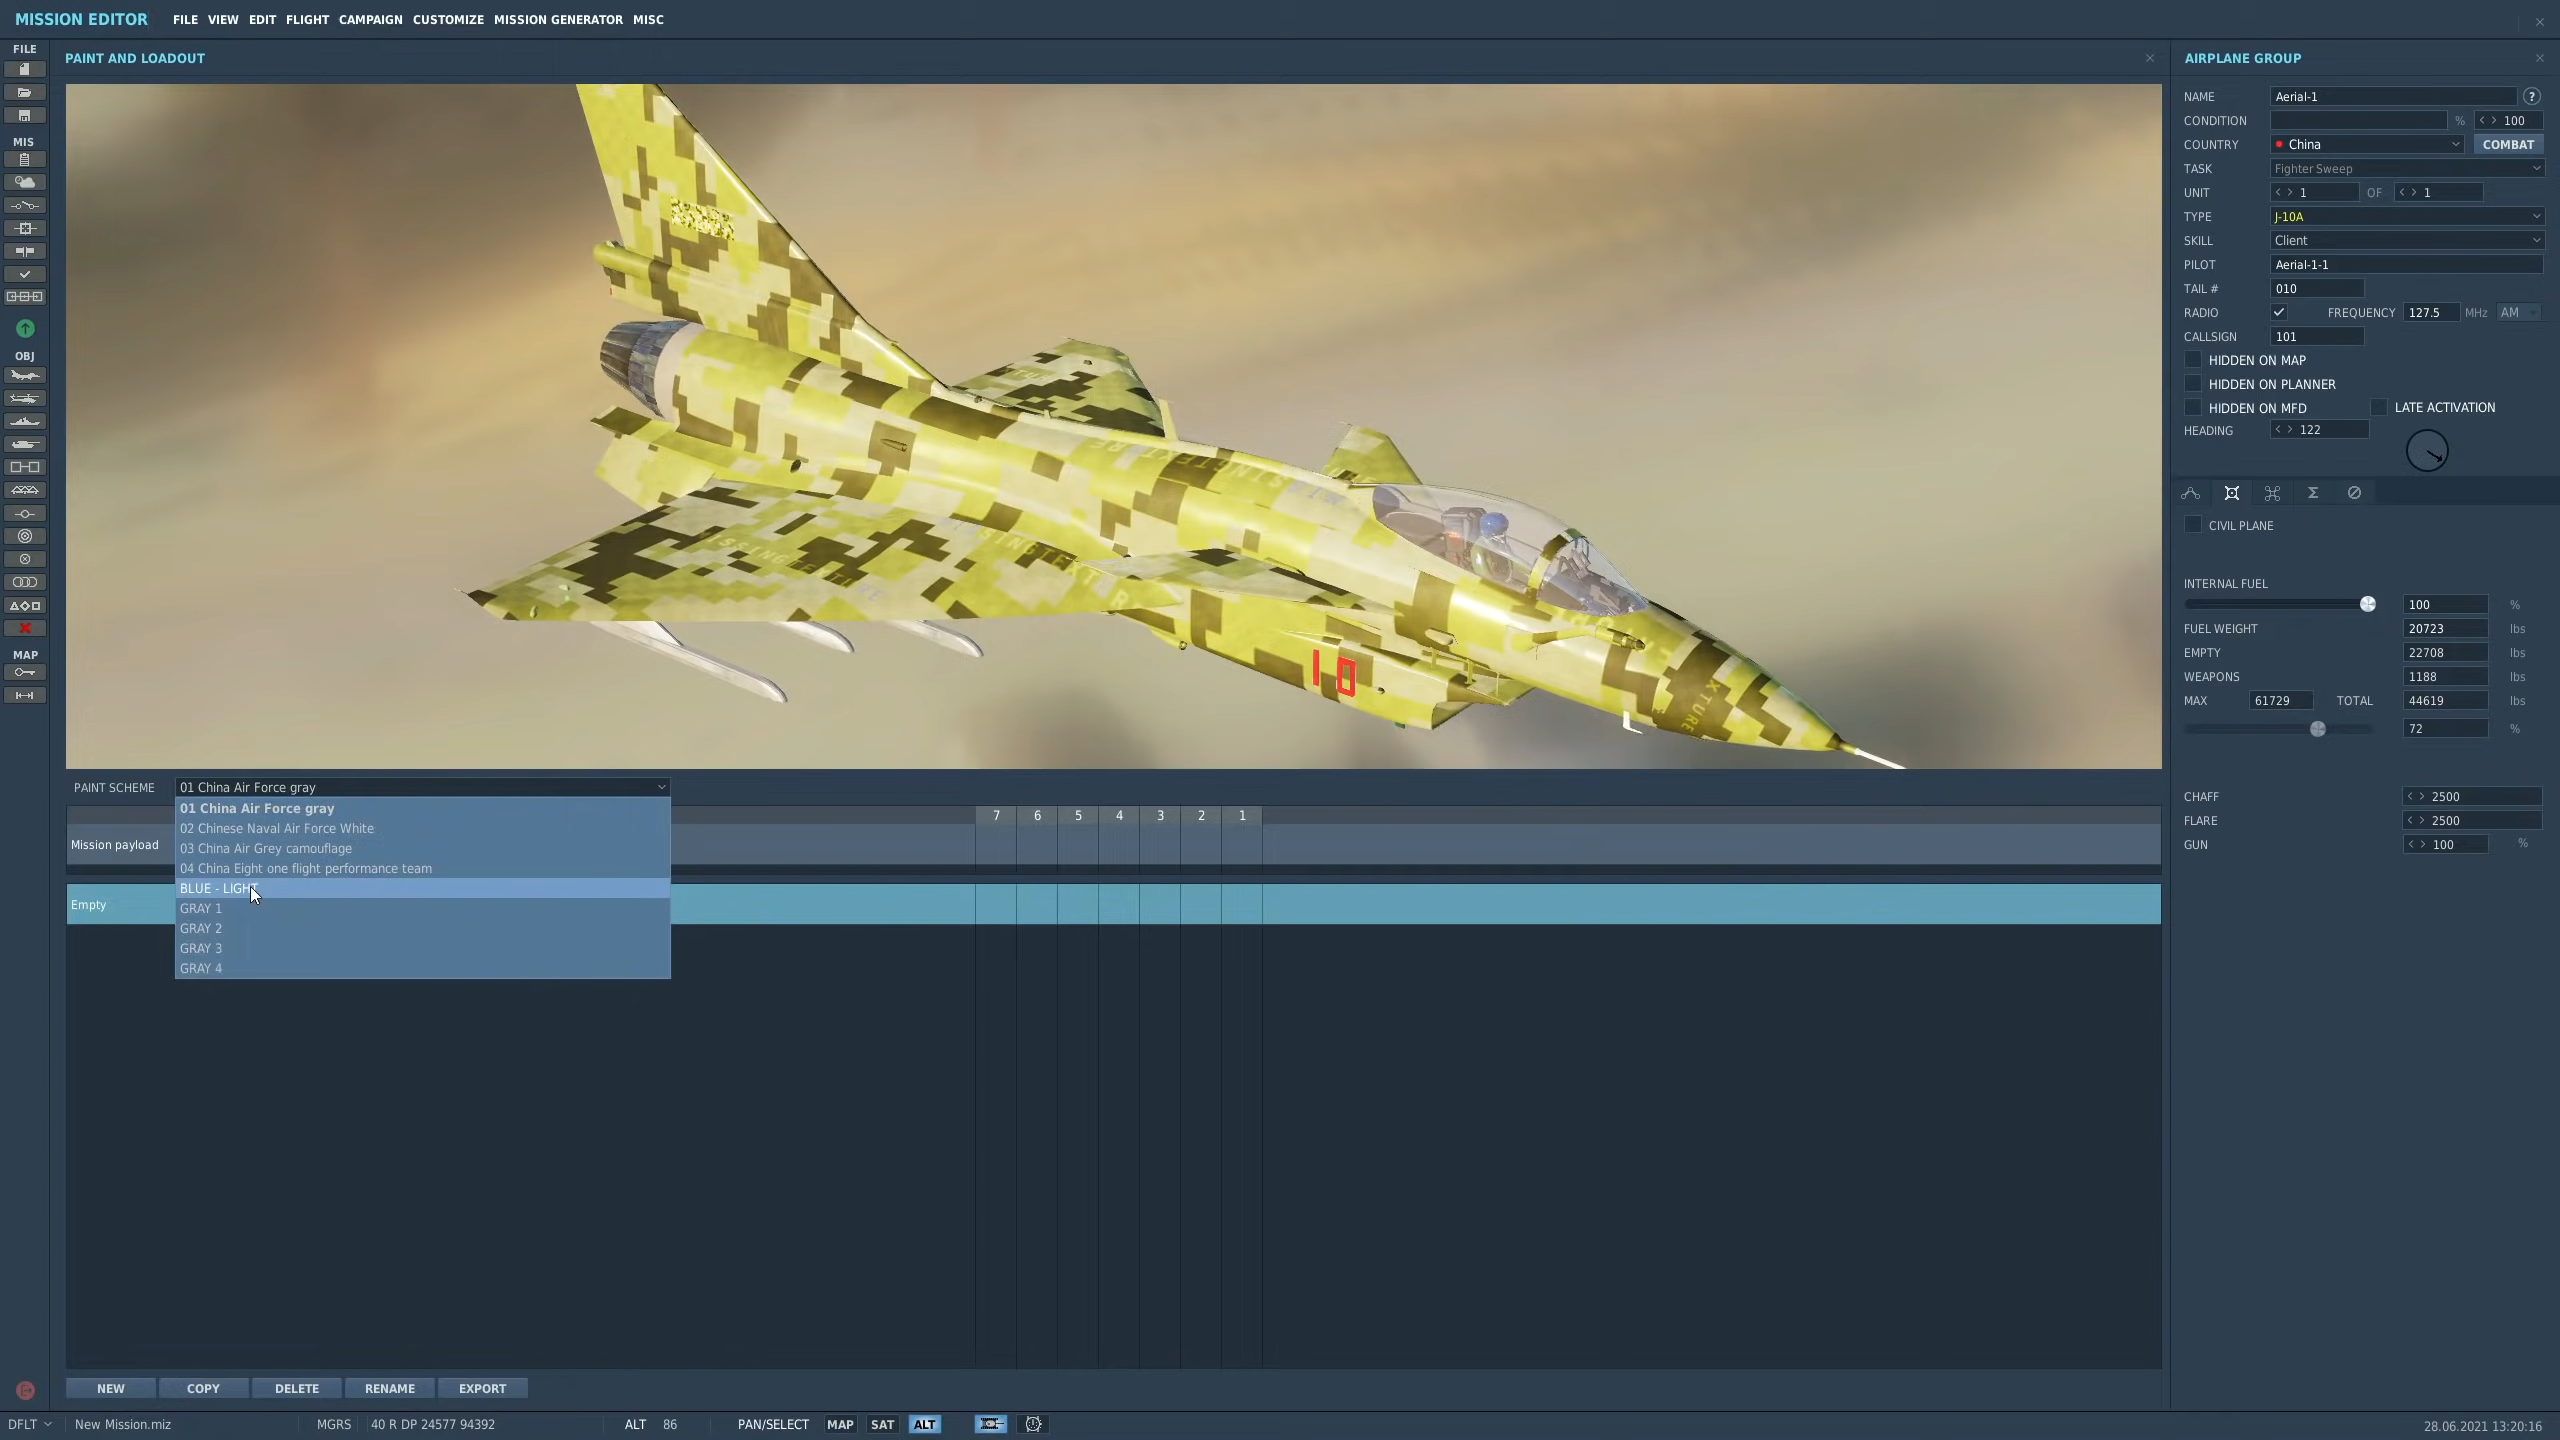 MISSION EDITOR FILE VIEW EDIT FLIGHT CAMPAIGN CUSTOMIZE MISSION GENERATOR MISC
FILE
MIS
OBJ
MAP
PAINT AND LOADOUT
10
PAINT SCHEME 01 China Air Force gray
01 China Air Force gray
02 Chinese Naval Air Force White
03 China Air Grey camouflage
04 China Eight one flight performance team
BLUE - LIGHT
GRAY 1
GRAY 2
GRAY 3
GRAY 4
7 6 5 4 3 2 1
Mission payload
Empty
NEW COPY DELETE RENAME EXPORT
AIRPLANE GROUP
NAME Aerial-1 ?
CONDITION % < > 100
COUNTRY China COMBAT
TASK Fighter Sweep
UNIT < > 1 OF < > 1
TYPE J-10A
SKILL Client
PILOT Aerial-1-1
TAIL # 010
RADIO FREQUENCY 127.5 MHz AM
CALLSIGN 101
HIDDEN ON MAP
HIDDEN ON PLANNER
HIDDEN ON MFD LATE ACTIVATION
HEADING < > 122
CIVIL PLANE
INTERNAL FUEL
100 %
FUEL WEIGHT 20723 lbs
EMPTY 22708 lbs
WEAPONS 1188 lbs
MAX 61729 TOTAL 44619 lbs
72 %
CHAFF < > 2500
FLARE < > 2500
GUN < > 100 %
DFLT New Mission.miz MGRS 40 R DP 24577 94392 ALT 86 PAN/SELECT MAP SAT ALT 28.06.2021 13:20:16